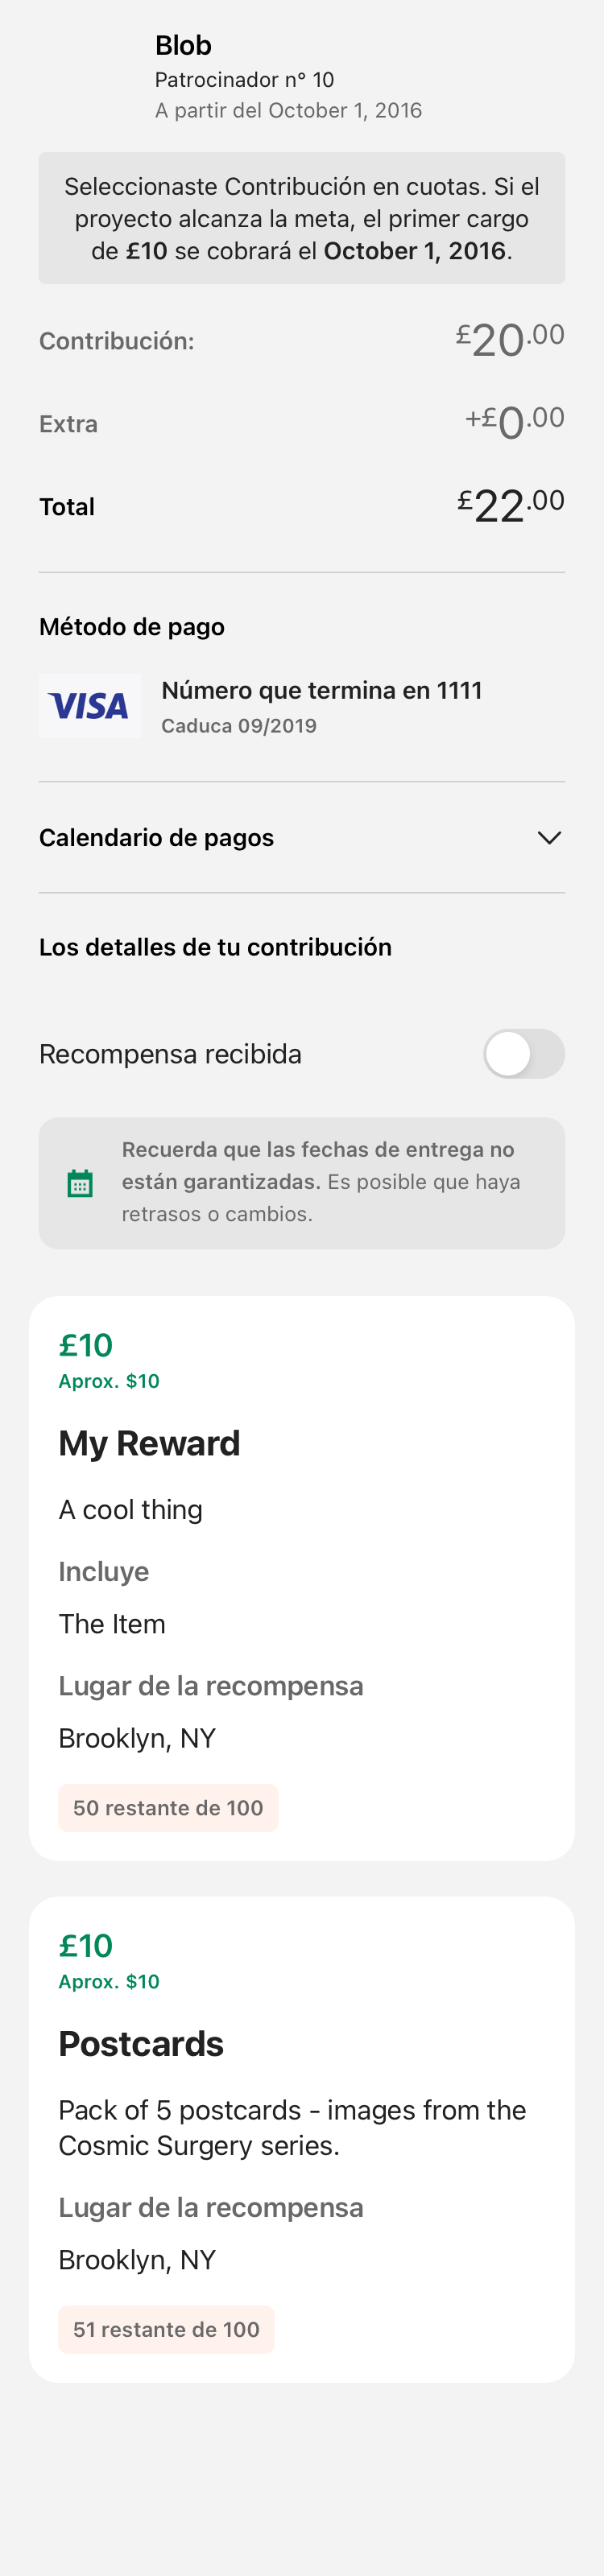 Blob
Patrocinador n° 10
A partir del October 1, 2016
Seleccionaste Contribución en cuotas. Si el
proyecto alcanza la meta, el primer cargo
de £10 se cobrará el October 1, 2016.
Contribución: £20.00
Extra +£0.00
Total £22.00
Método de pago
VISA
Número que termina en 1111
Caduca 09/2019
Calendario de pagos
Los detalles de tu contribución
Recompensa recibida
Recuerda que las fechas de entrega no
están garantizadas. Es posible que haya
retrasos o cambios.
£10
Aprox. $10
My Reward
A cool thing
Incluye
The Item
Lugar de la recompensa
Brooklyn, NY
50 restante de 100
£10
Aprox. $10
Postcards
Pack of 5 postcards - images from the
Cosmic Surgery series.
Lugar de la recompensa
Brooklyn, NY
51 restante de 100